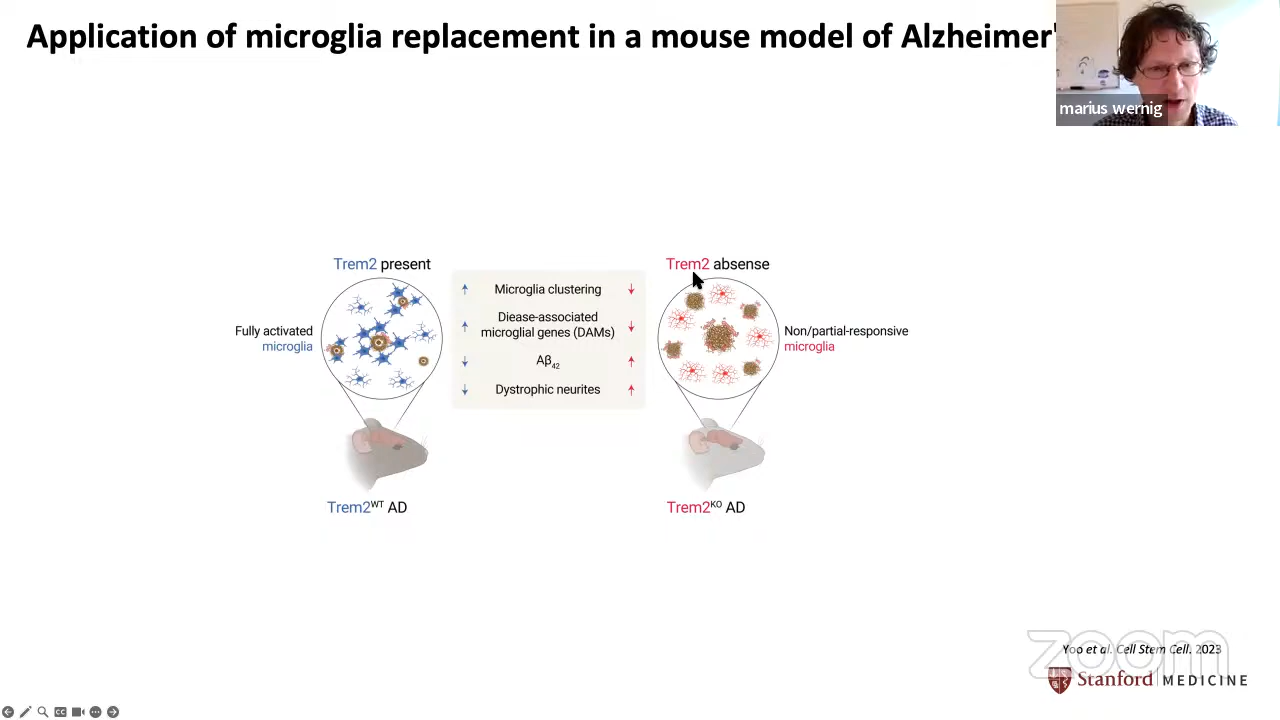 Application of microglia replacement in a mouse model of Alzheimer'
marius wernig
Trem2 present
Fully activated
microglia
Trem2WT AD
Microglia clustering
Diease-associated
microglial genes (DAMs)
Aβ42
Dystrophic neurites
Trem2 absense
Non/partial-responsive
microglia
Trem2KO AD
zoom
Yoo et al. Cell Stem Cell. 2023
Stanford MEDICINE
CC